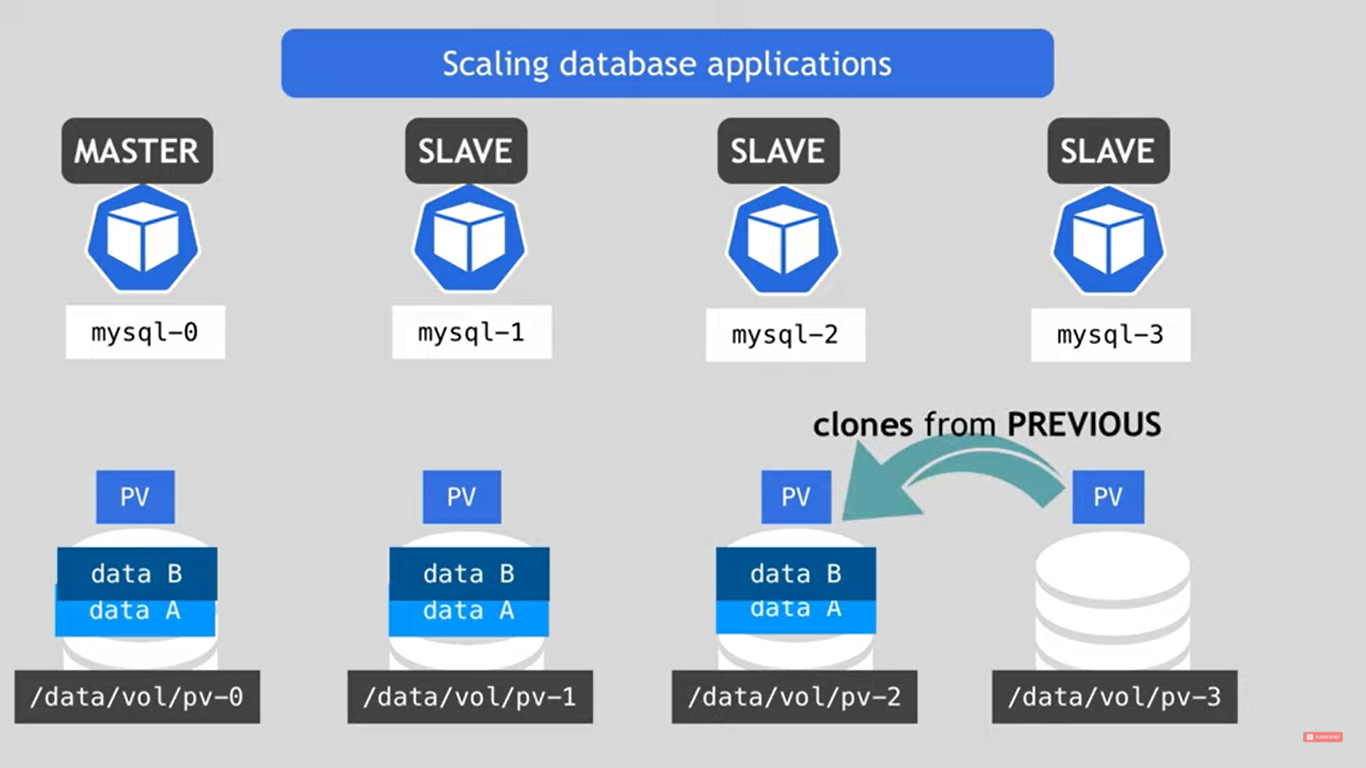 Scaling database applications
MASTER
SLAVE
SLAVE
SLAVE
mysql-0
mysql-1
mysql-2
mysql-3
clones from PREVIOUS
PV
PV
PV
PV
data B
data B
data B
data A
data A
data A
/data/vol/pv-0
/data/vol/pv-1
/data/vol/pv-2
/data/vol/pv-3